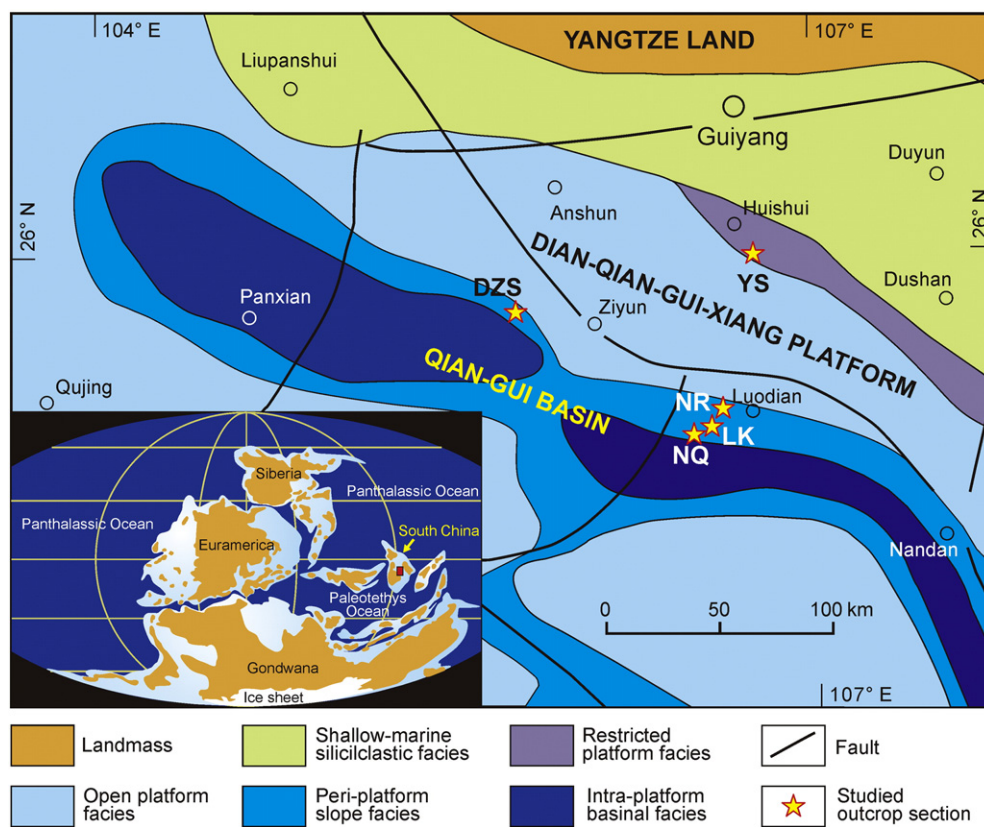 104° E
107° E
YANGTZE LAND
Liupanshui
Guiyang
Duyun
Anshun
Huishui
26° N
26° N
DIAN-QIAN-GUI-XIANG PLATFORM
YS
Dushan
DZS
Panxian
Ziyun
QIAN-GUI BASIN
Qujing
NR
Luodian
LK
NQ
Nandan
Siberia
Panthalassic Ocean
Panthalassic Ocean
South China
Euramerica
Paleotethys
Ocean
Gondwana
Ice sheet
0 50 100 km
107° E
Landmass
Shallow-marine
silicilclastic facies
Restricted
platform facies
Fault
Open platform
facies
Peri-platform
slope facies
Intra-platform
basinal facies
Studied
outcrop section